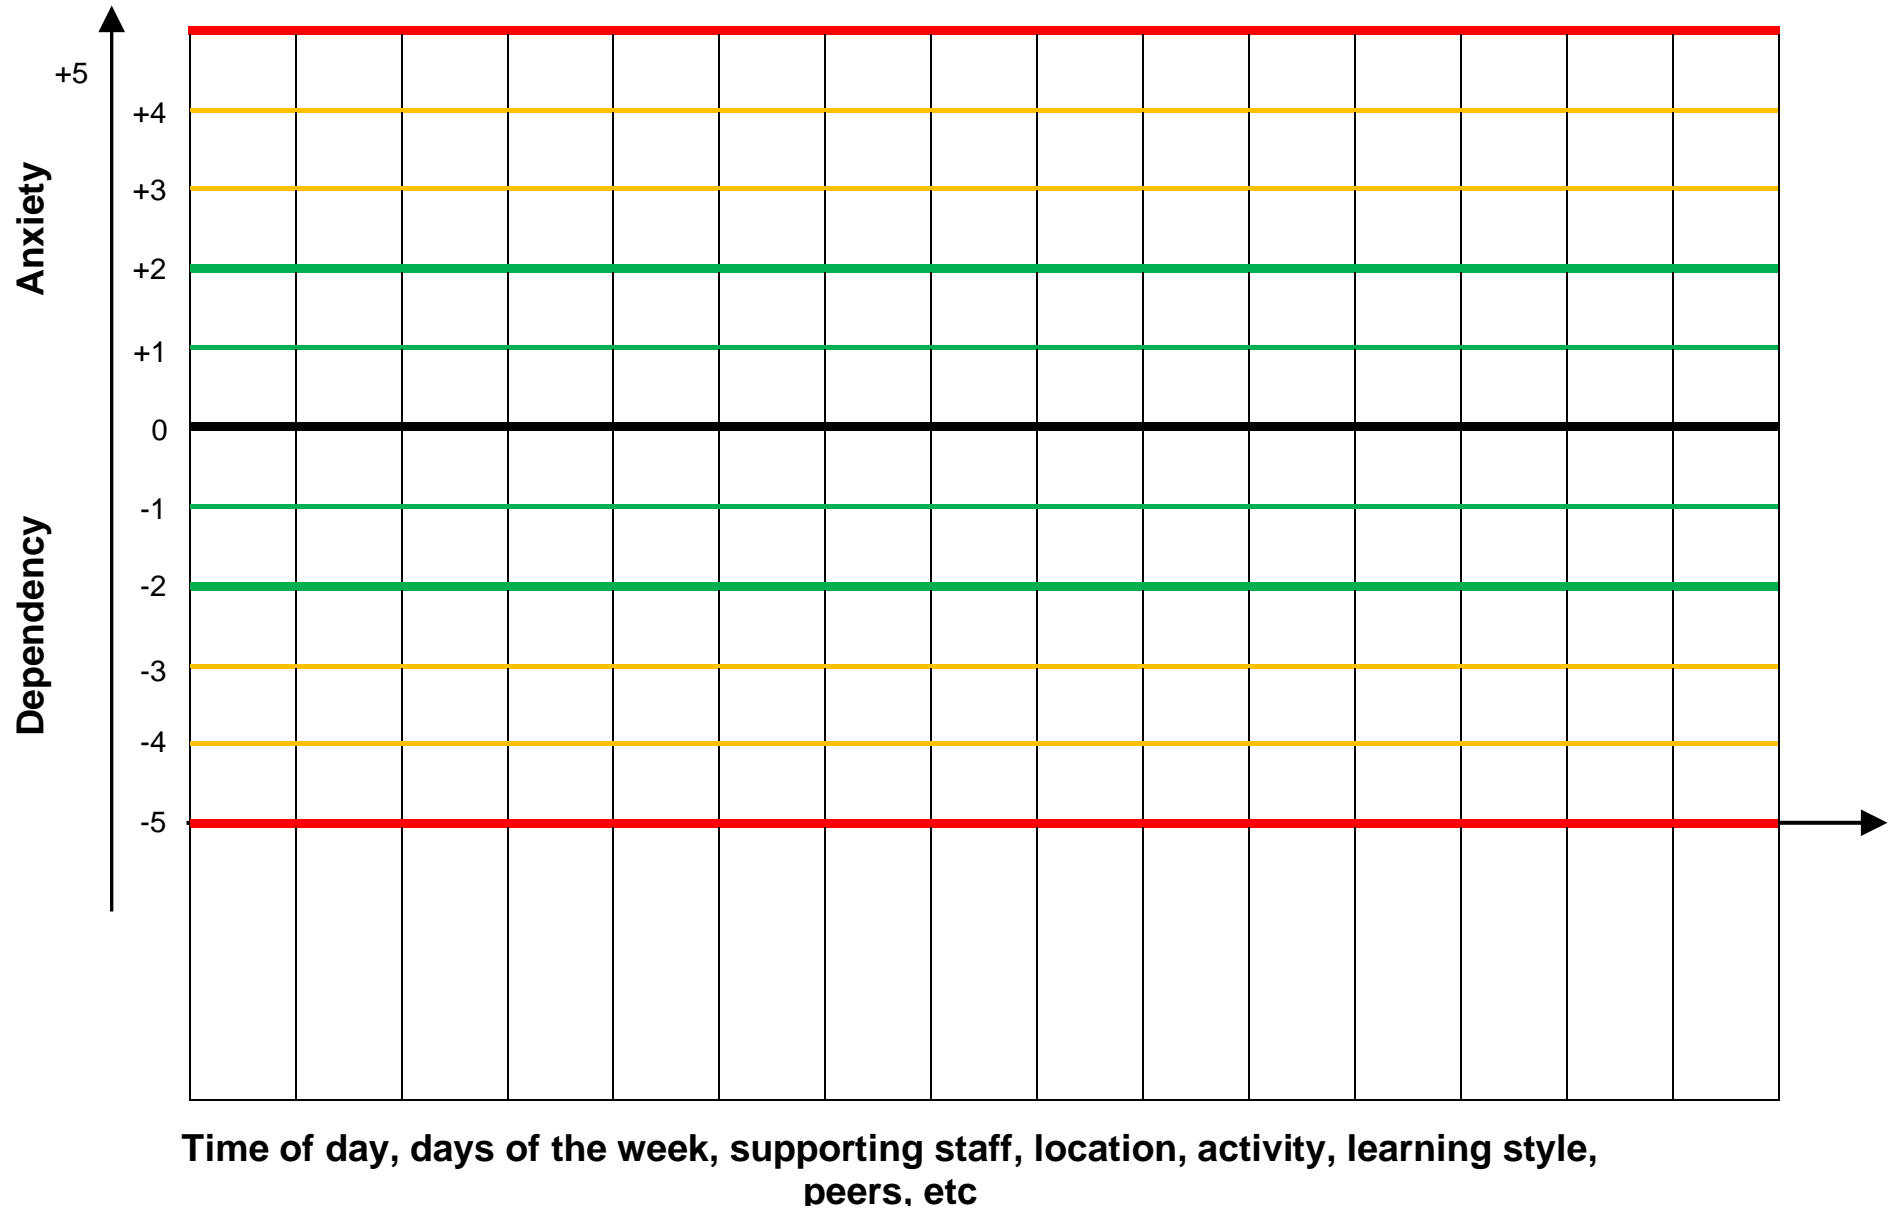 +5
+4
+3
Anxiety
+2
+1
0
-1
-2
Dependency
-3
-4
-5
Time of day, days of the week, supporting staff, location, activity, learning style,
peers, etc